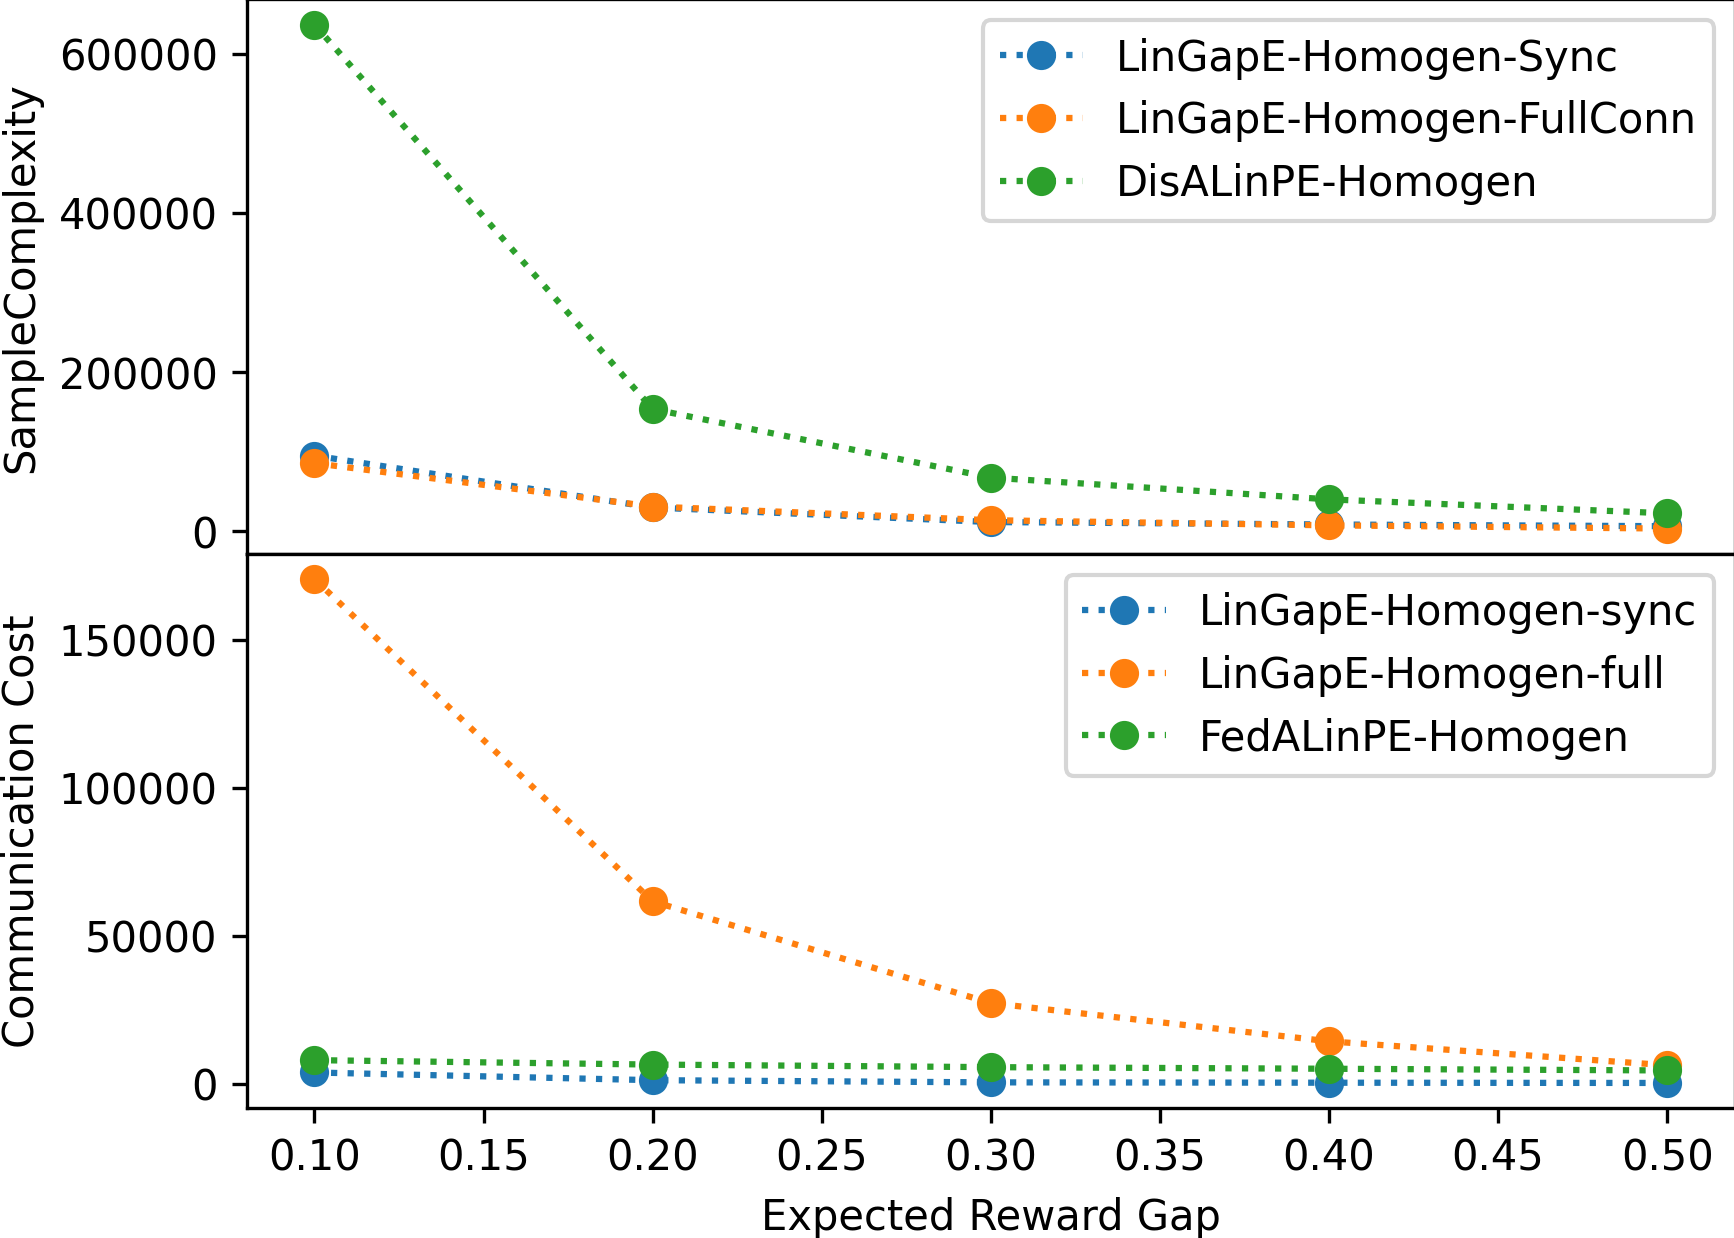 SampleComplexity
600000
400000
200000
0
LinGapE-Homogen-Sync
LinGapE-Homogen-FullConn
DisALinPE-Homogen
Communication Cost
150000
100000
50000
0
LinGapE-Homogen-sync
LinGapE-Homogen-full
FedALinPE-Homogen
0.10 0.15 0.20 0.25 0.30 0.35 0.40 0.45 0.50
Expected Reward Gap